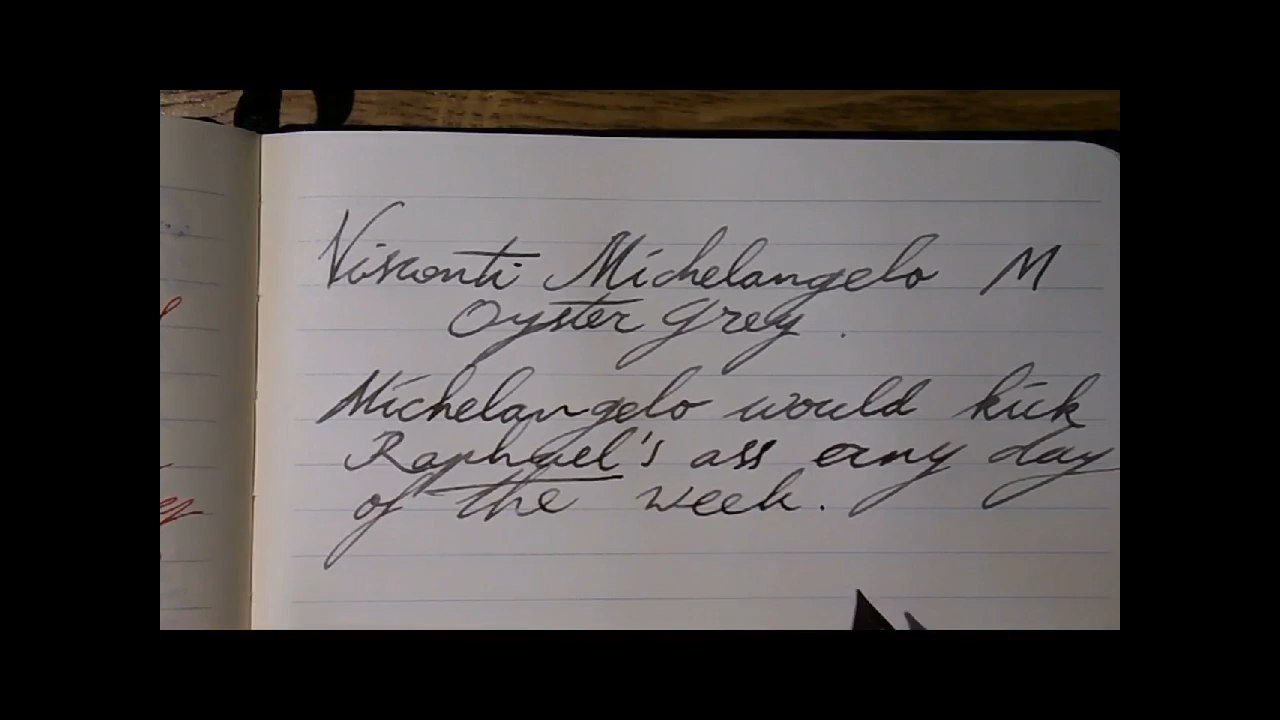 Visconti Michelangelo M
Oyster Grey.
Michelangelo would kick
Raphael's ass any day
of the week.